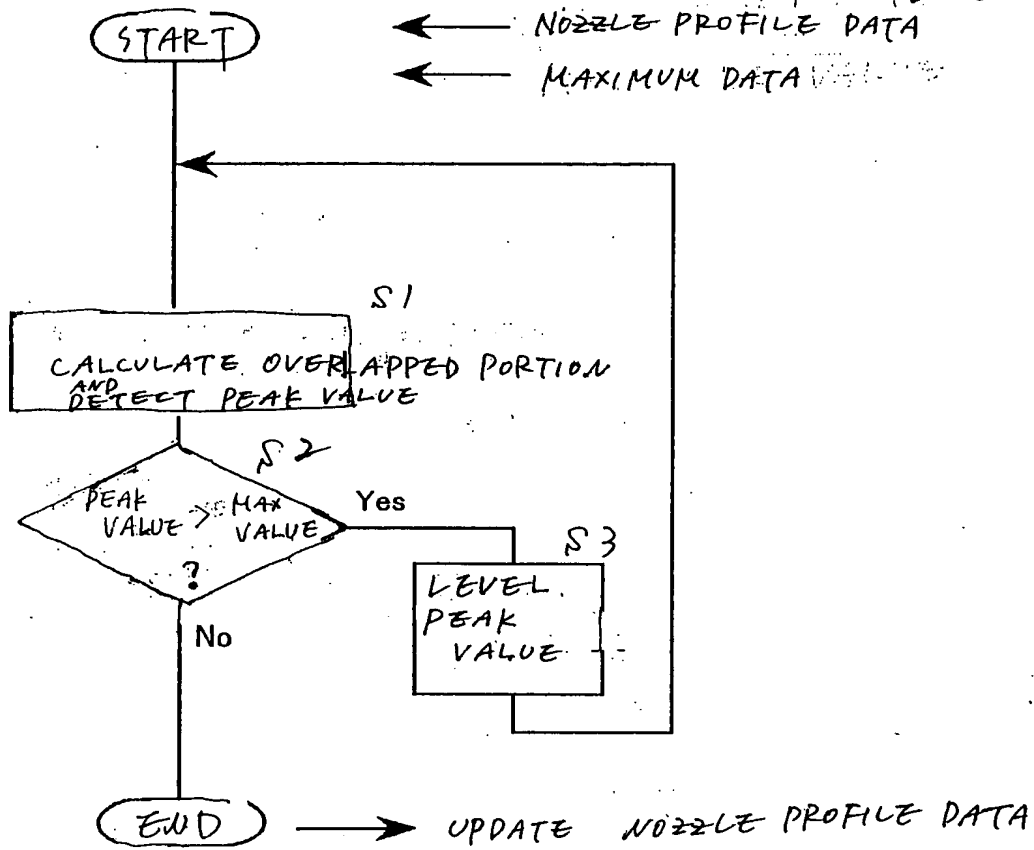 START
NOZZLE PROFILE DATA
MAXIMUM DATA
S1
CALCULATE OVERLAPPED PORTION
AND
DETECT PEAK VALUE
S2
PEAK VALUE > MAX VALUE
?
Yes
S3
LEVEL
PEAK
VALUE
No
END
UPDATE NOZZLE PROFILE DATA